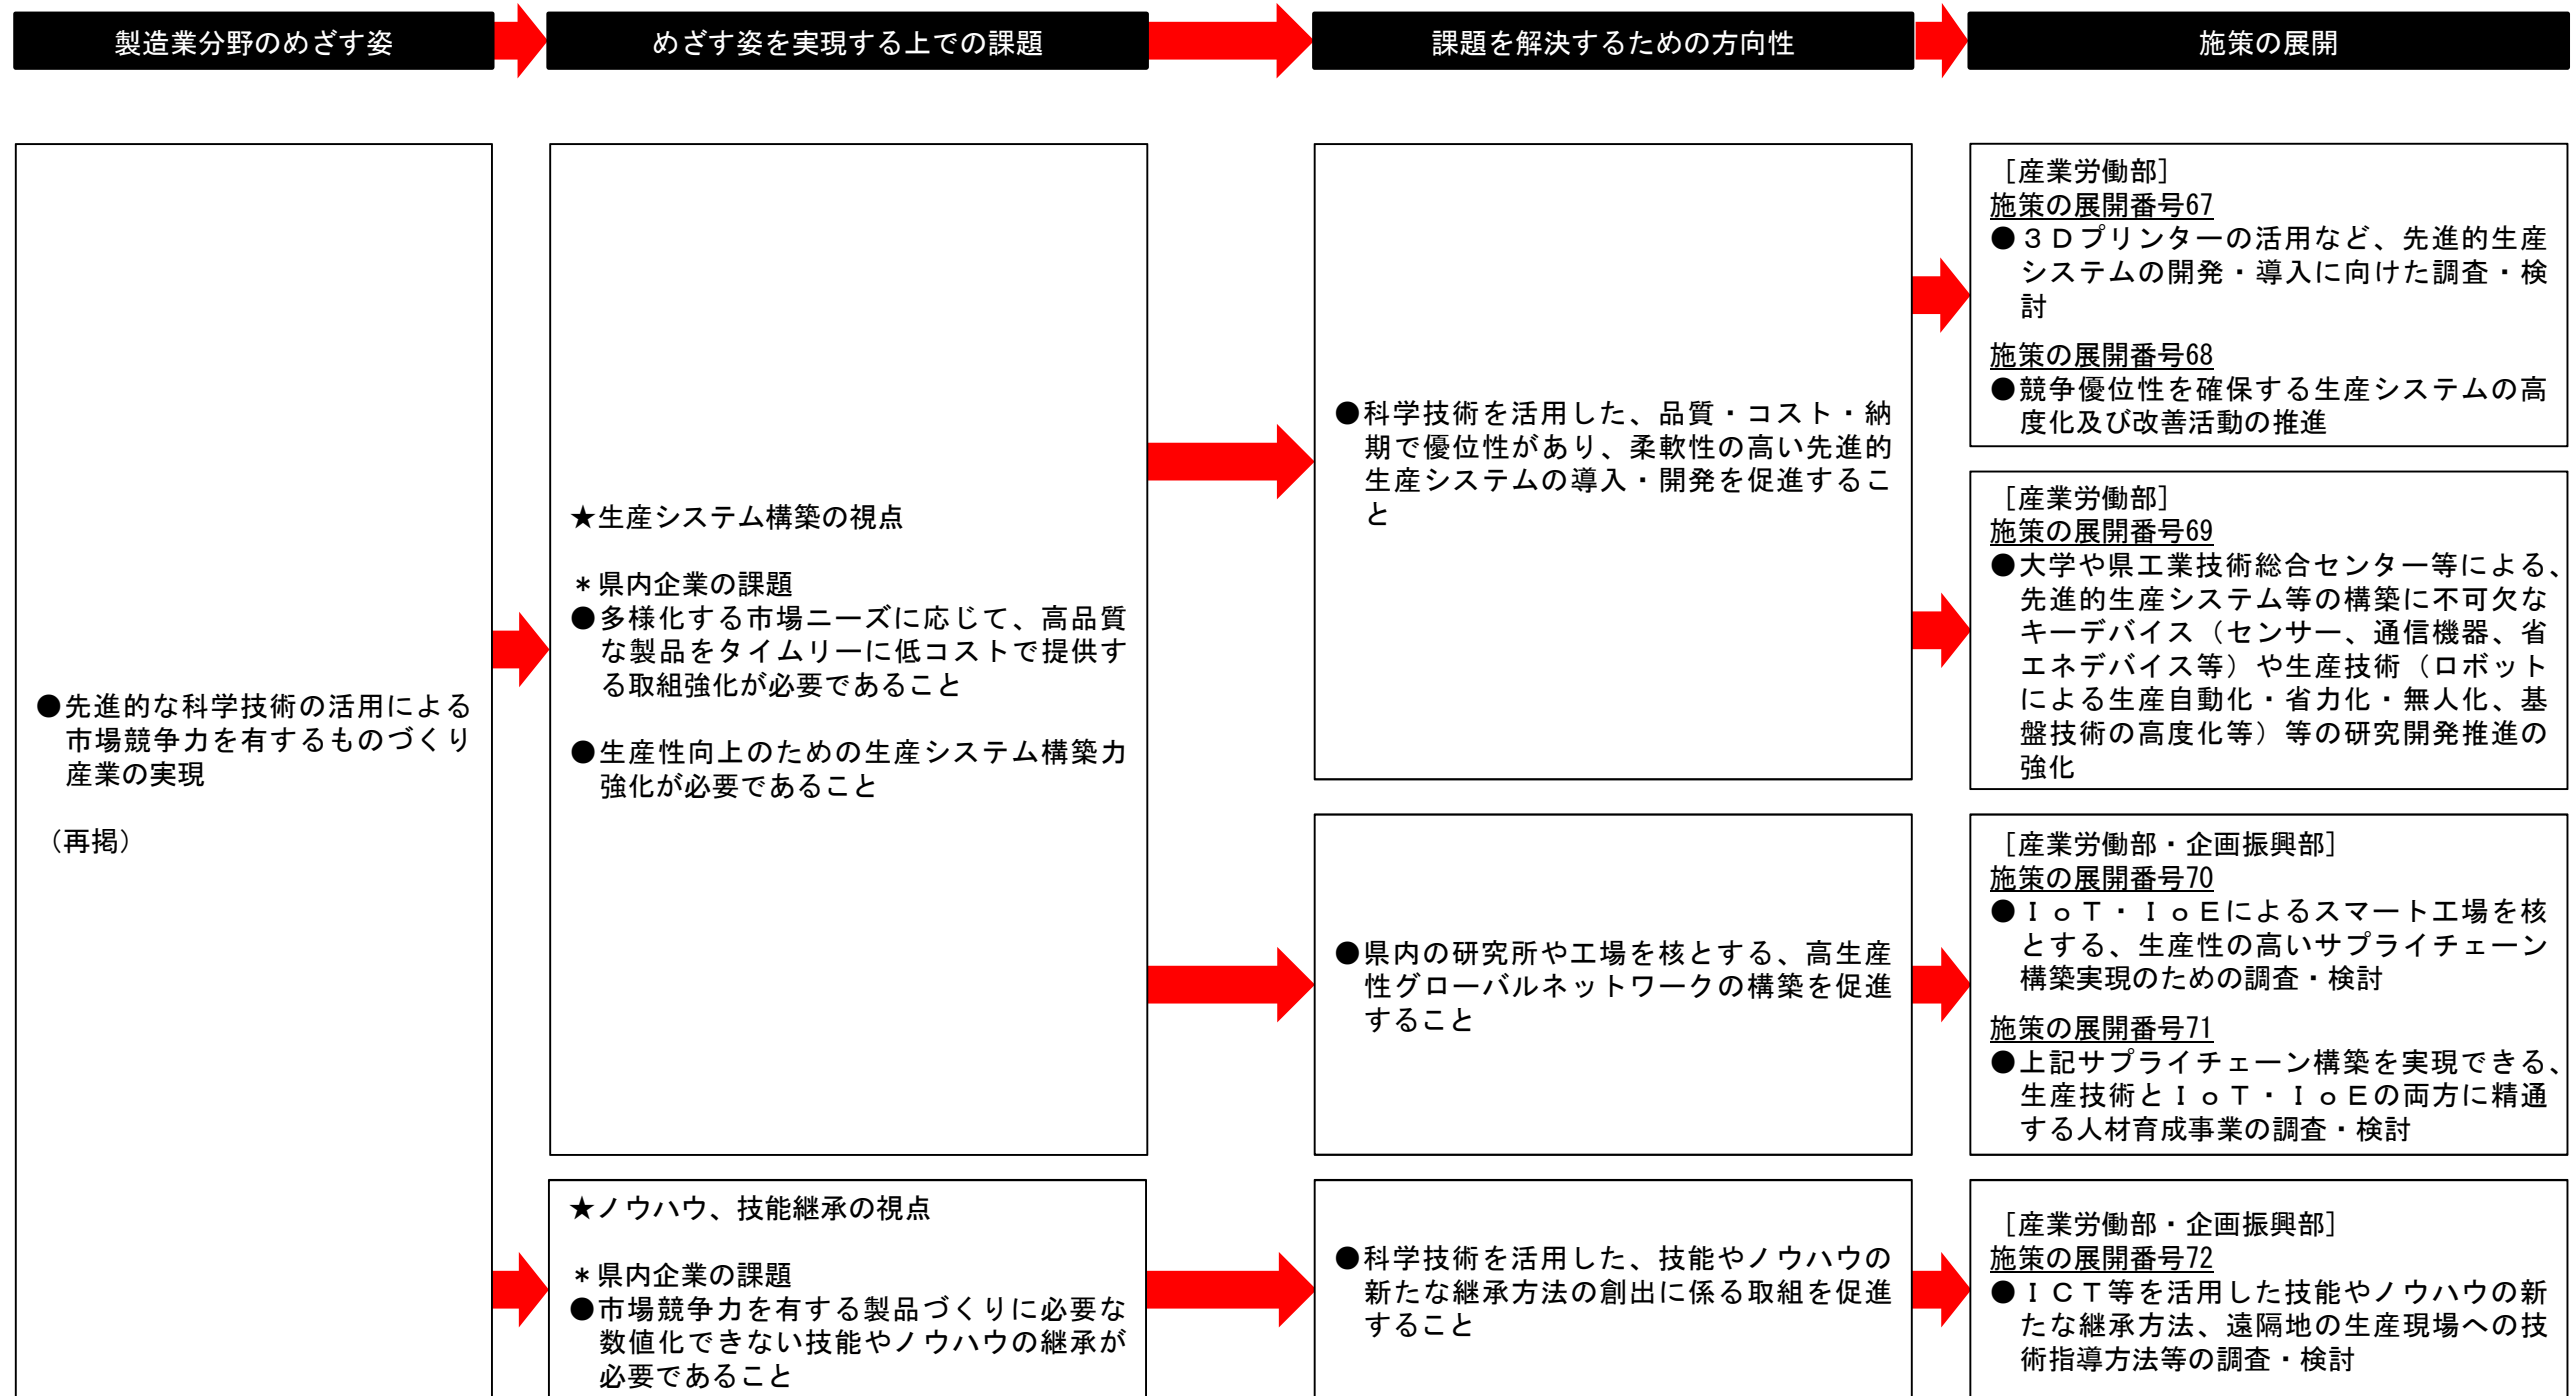 製造業分野のめざす姿
めざす姿を実現する上での課題
課題を解決するための方向性
施策の展開
●先進的な科学技術の活用による
市場競争力を有するものづくり
産業の実現
（再掲）
★生産システム構築の視点
＊県内企業の課題
●多様化する市場ニーズに応じて、高品質
な製品をタイムリーに低コストで提供す
る取組強化が必要であること
●生産性向上のための生産システム構築力
強化が必要であること
●科学技術を活用した、品質・コスト・納
期で優位性があり、柔軟性の高い先進的
生産システムの導入・開発を促進するこ
と
［産業労働部］
施策の展開番号67
●３Ｄプリンターの活用など、先進的生産
システムの開発・導入に向けた調査・検
討
施策の展開番号68
●競争優位性を確保する生産システムの高
度化及び改善活動の推進
［産業労働部］
施策の展開番号69
●大学や県工業技術総合センター等による、
先進的生産システム等の構築に不可欠な
キーデバイス（センサー、通信機器、省
エネデバイス等）や生産技術（ロボット
による生産自動化・省力化・無人化、基
盤技術の高度化等）等の研究開発推進の
強化
●県内の研究所や工場を核とする、高生産
性グローバルネットワークの構築を促進
すること
［産業労働部・企画振興部］
施策の展開番号70
●ＩｏＴ・ＩｏＥによるスマート工場を核
とする、生産性の高いサプライチェーン
構築実現のための調査・検討
施策の展開番号71
●上記サプライチェーン構築を実現できる、
生産技術とＩｏＴ・ＩｏＥの両方に精通
する人材育成事業の調査・検討
★ノウハウ、技能継承の視点
＊県内企業の課題
●市場競争力を有する製品づくりに必要な
数値化できない技能やノウハウの継承が
必要であること
●科学技術を活用した、技能やノウハウの
新たな継承方法の創出に係る取組を促進
すること
［産業労働部・企画振興部］
施策の展開番号72
●ＩＣＴ等を活用した技能やノウハウの新
たな継承方法、遠隔地の生産現場への技
術指導方法等の調査・検討